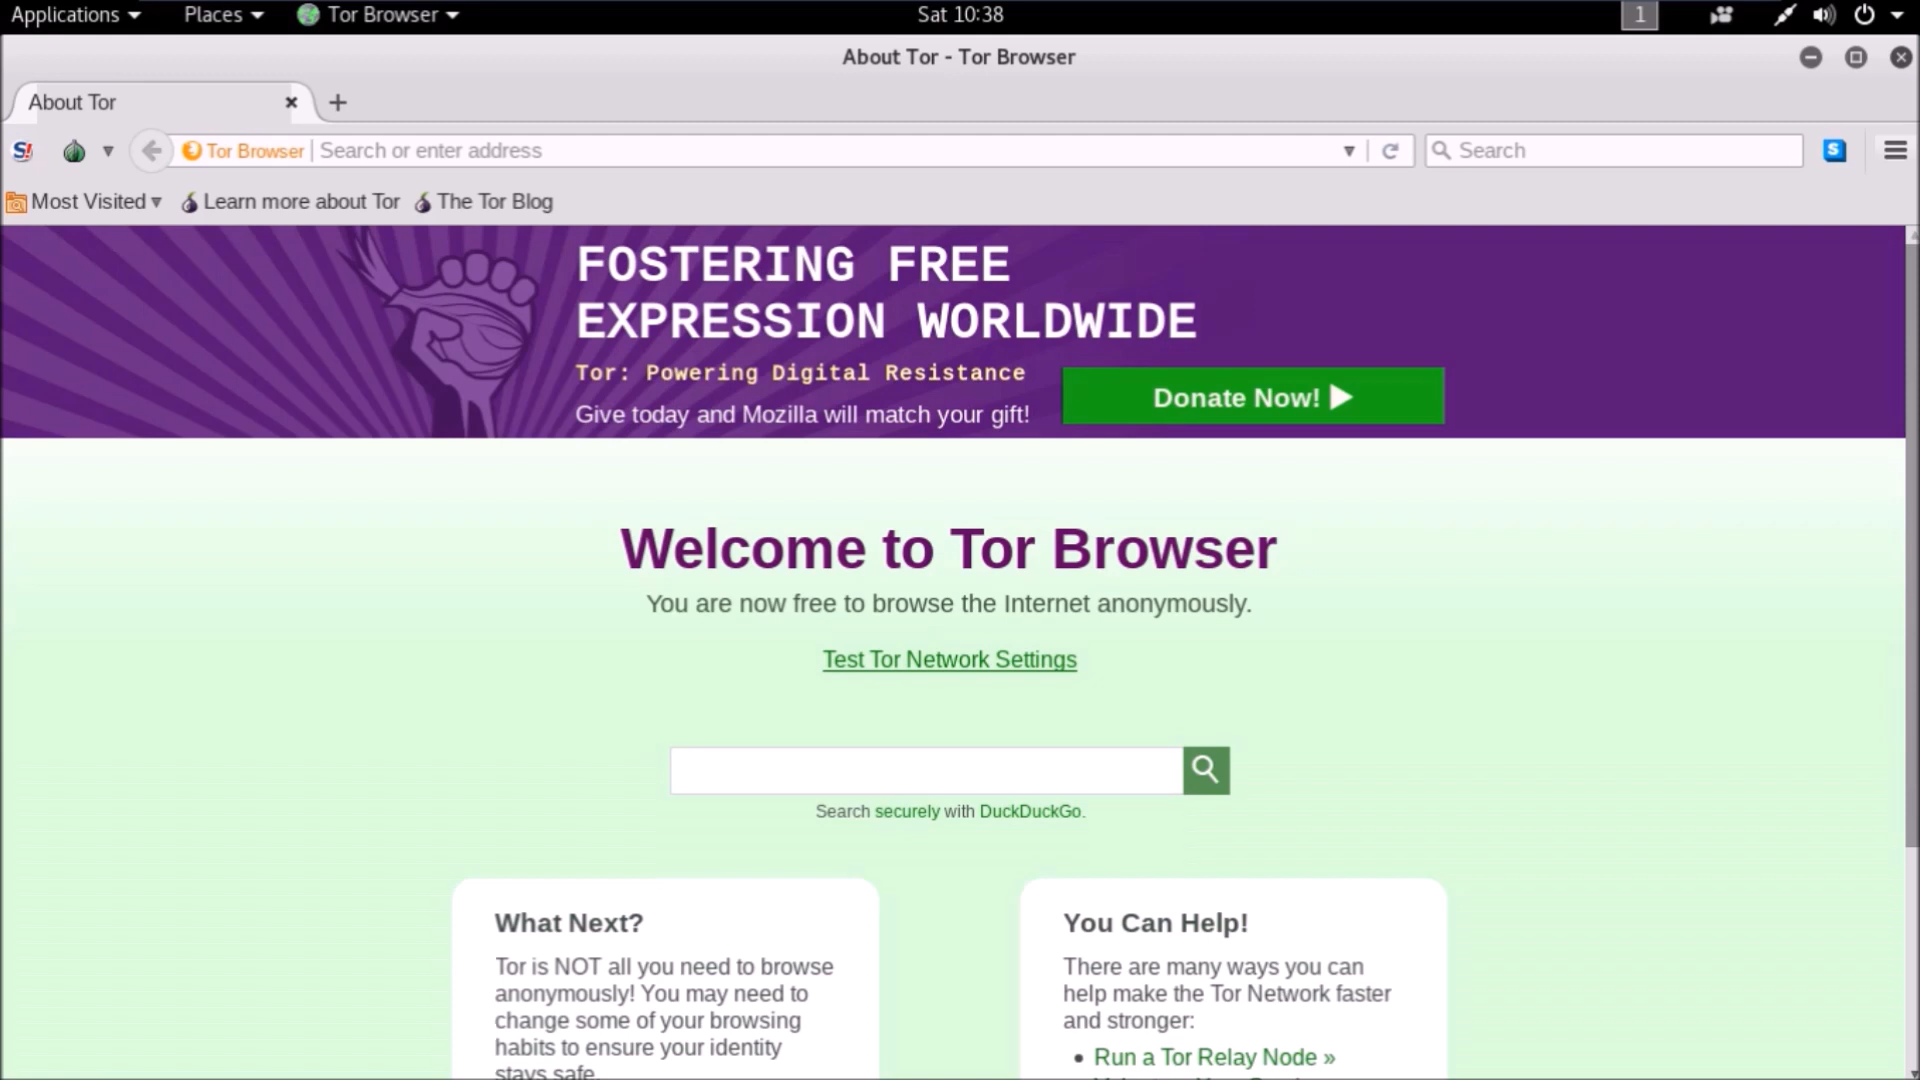 Applications Places Tor Browser Sat 10:38 1
About Tor - Tor Browser
About Tor
S! Tor Browser Search or enter address Search S
Most Visited Learn more about Tor The Tor Blog
FOSTERING FREE
EXPRESSION WORLDWIDE
Tor: Powering Digital Resistance
Give today and Mozilla will match your gift!
Donate Now!
Welcome to Tor Browser
You are now free to browse the Internet anonymously.
Test Tor Network Settings
Search securely with DuckDuckGo.
What Next?
Tor is NOT all you need to browse
anonymously! You may need to
change some of your browsing
habits to ensure your identity
stays safe.
You Can Help!
There are many ways you can
help make the Tor Network faster
and stronger:
• Run a Tor Relay Node »